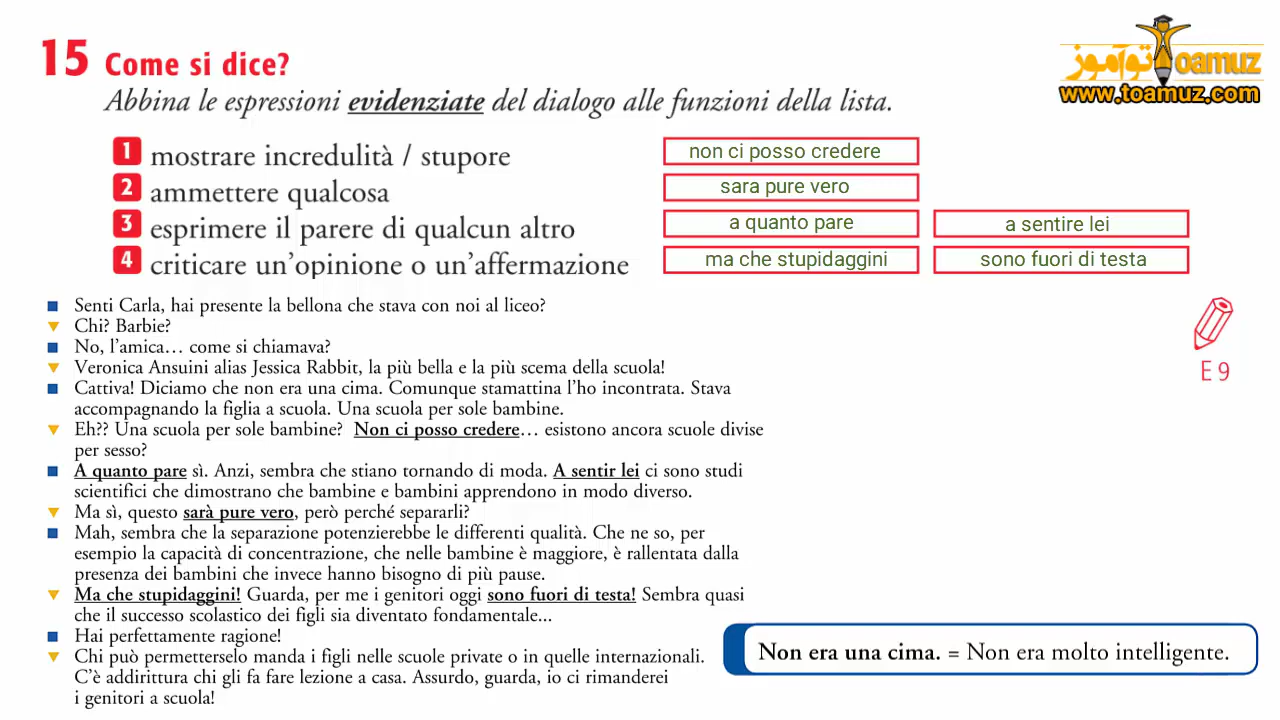 15 Come si dice?
توآموز Toamuz
www.toamuz.com
Abbina le espressioni evidenziate del dialogo alle funzioni della lista.
1 mostrare incredulità / stupore
non ci posso credere
2 ammettere qualcosa
sara pure vero
3 esprimere il parere di qualcun altro
a quanto pare
a sentire lei
4 criticare un'opinione o un'affermazione
ma che stupidaggini
sono fuori di testa
Senti Carla, hai presente la bellona che stava con noi al liceo?
Chi? Barbie?
No, l'amica… come si chiamava?
Veronica Ansuini alias Jessica Rabbit, la più bella e la più scema della scuola!
Cattiva! Diciamo che non era una cima. Comunque stamattina l'ho incontrata. Stava
accompagnando la figlia a scuola. Una scuola per sole bambine.
Eh?? Una scuola per sole bambine? Non ci posso credere… esistono ancora scuole divise
per sesso?
A quanto pare sì. Anzi, sembra che stiano tornando di moda. A sentir lei ci sono studi
scientifici che dimostrano che bambine e bambini apprendono in modo diverso.
Ma sì, questo sarà pure vero, però perché separarli?
Mah, sembra che la separazione potenzierebbe le differenti qualità. Che ne so, per
esempio la capacità di concentrazione, che nelle bambine è maggiore, è rallentata dalla
presenza dei bambini che invece hanno bisogno di più pause.
Ma che stupidaggini! Guarda, per me i genitori oggi sono fuori di testa! Sembra quasi
che il successo scolastico dei figli sia diventato fondamentale...
Hai perfettamente ragione!
Chi può permetterselo manda i figli nelle scuole private o in quelle internazionali.
C'è addirittura chi gli fa fare lezione a casa. Assurdo, guarda, io ci rimanderei
i genitori a scuola!
E 9
Non era una cima. = Non era molto intelligente.